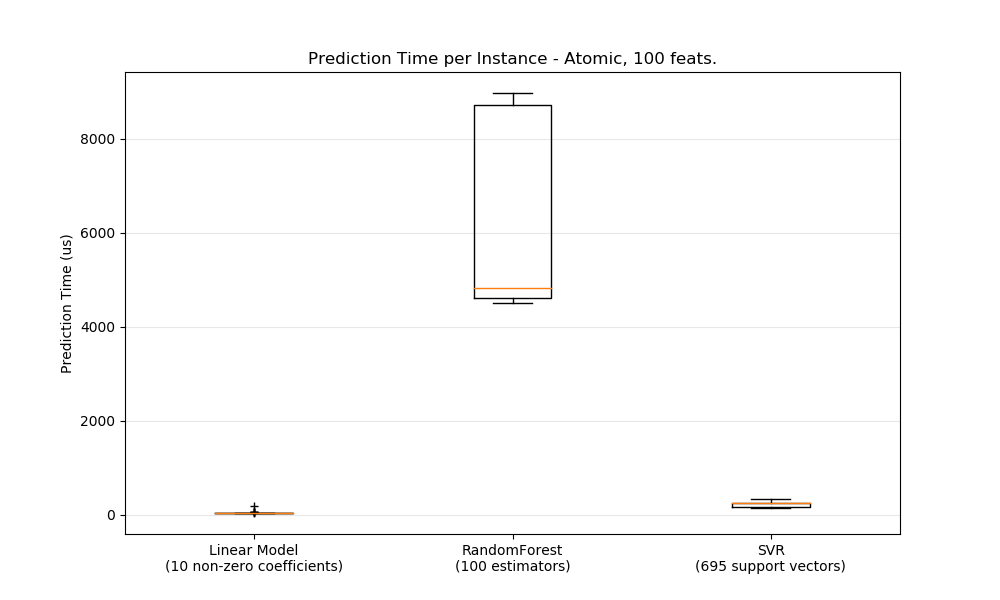 Prediction Time per Instance - Atomic, 100 feats.
Prediction Time (us)
8000
6000
4000
2000
0
Linear Model
(10 non-zero coefficients)
RandomForest
(100 estimators)
SVR
(695 support vectors)